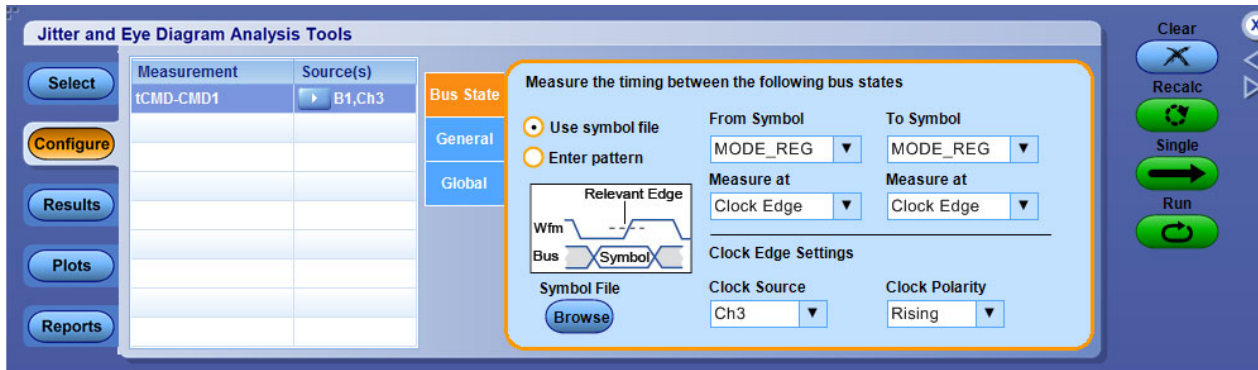 Jitter and Eye Diagram Analysis Tools
Select
Configure
Results
Plots
Reports
Measurement Source(s)
tCMD-CMD1 B1,Ch3
Bus State
General
Global
Measure the timing between the following bus states
Use symbol file
Enter pattern
Relevant Edge
Wfm
Bus Symbol
Symbol File
Browse
From Symbol To Symbol
MODE_REG MODE_REG
Measure at Measure at
Clock Edge Clock Edge
Clock Edge Settings
Clock Source Clock Polarity
Ch3 Rising
Clear
Recalc
Single
Run
X